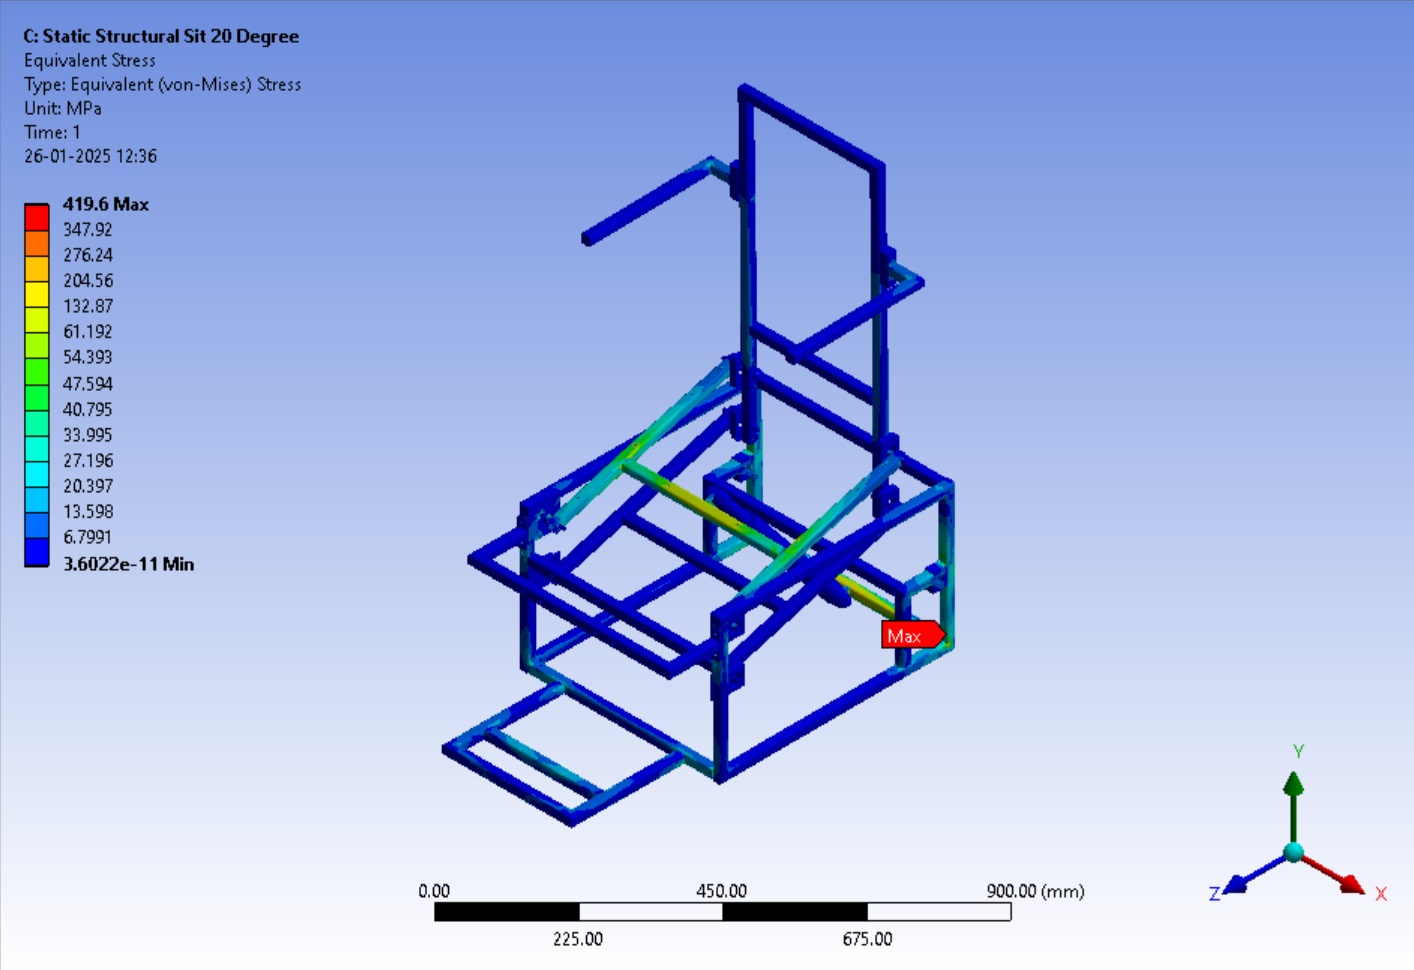 C: Static Structural Sit 20 Degree
Equivalent Stress
Type: Equivalent (von-Mises) Stress
Unit: MPa
Time: 1
26-01-2025 12:36
419.6 Max
347.92
276.24
204.56
132.87
61.192
54.393
47.594
40.795
33.995
27.196
20.397
13.598
6.7991
3.6022e-11 Min
Max
Y
Z
X
0.00 450.00 900.00 (mm)
225.00 675.00